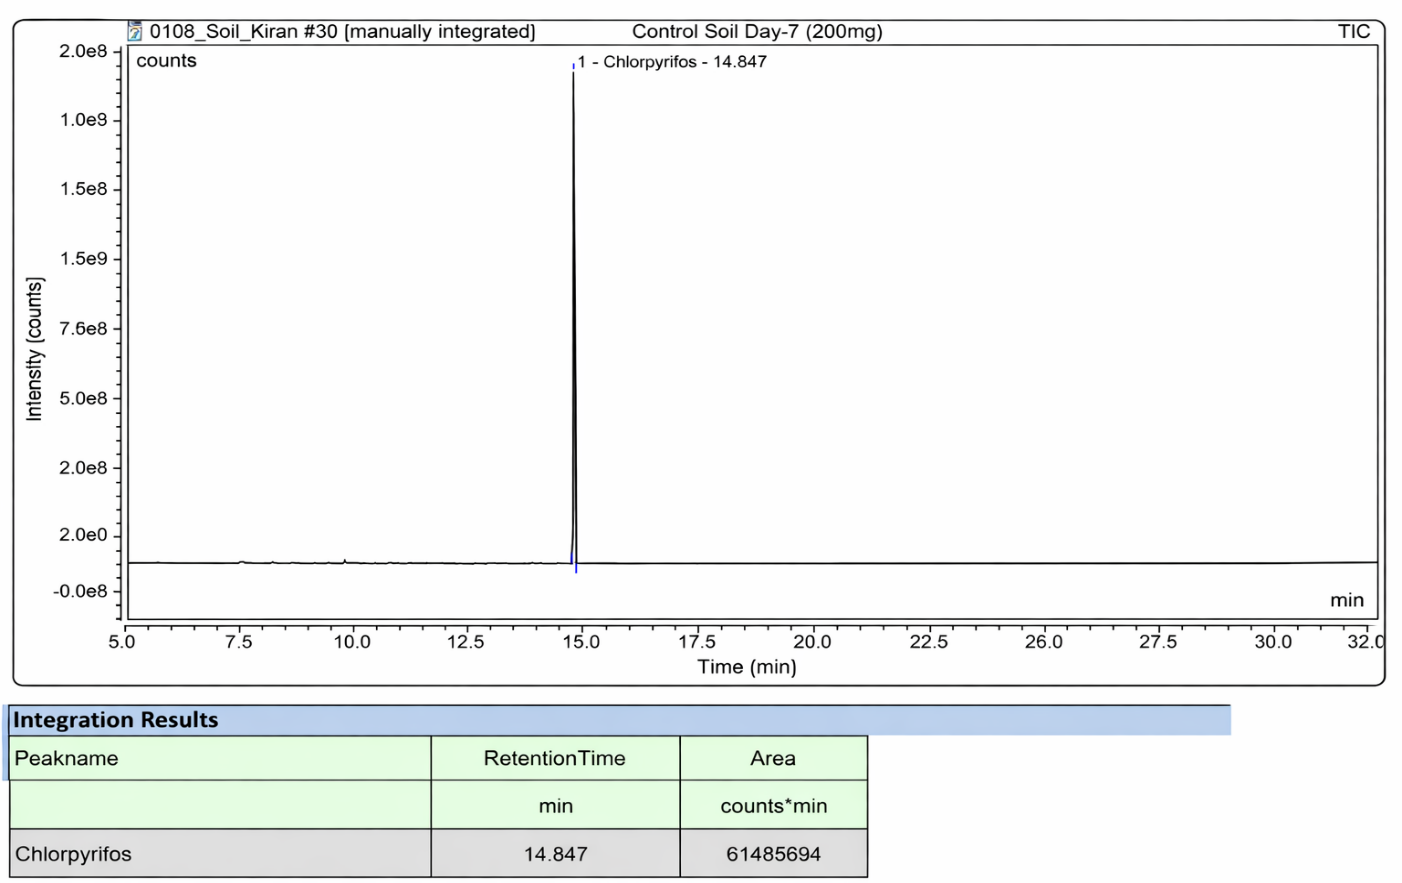 0108_Soil_Kiran #30 [manually integrated] Control Soil Day-7 (200mg) TIC
counts
1 - Chlorpyrifos - 14.847
2.0e8
1.0e9
1.5e8
1.5e9
7.6e8
5.0e8
2.0e8
2.0e0
-0.0e8
Intensity [counts]
min
5.0 7.5 10.0 12.5 15.0 17.5 20.0 22.5 26.0 27.5 30.0 32.0
Time (min)
Integration Results
Peakname RetentionTime Area
min counts*min
Chlorpyrifos 14.847 61485694